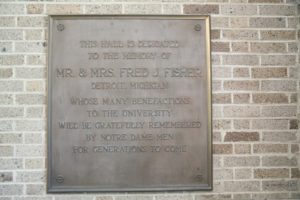 THIS HALL IS DEDICATED
TO THE MEMORY OF
MR. & MRS. FRED J. FISHER
DETROIT, MICHIGAN
WHOSE MANY BENEFACTIONS
TO THE UNIVERSITY
WILL BE GRATEFULLY REMEMBERED
BY NOTRE DAME MEN
FOR GENERATIONS TO COME